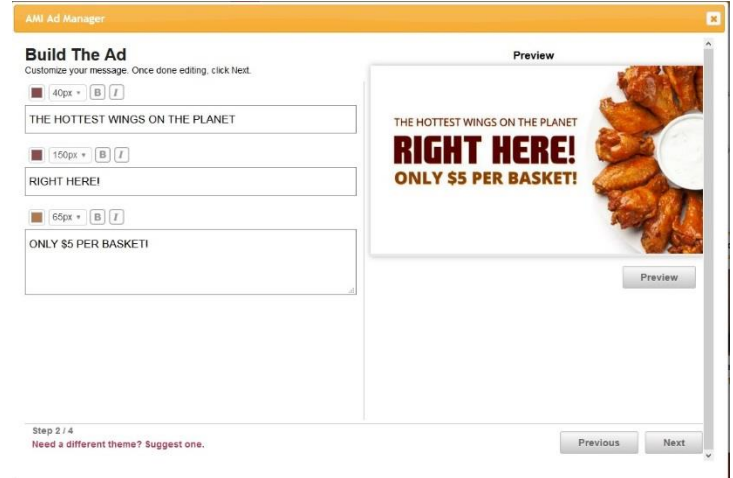 AMI Ad Manager
Build The Ad
Customize your message. Once done editing, click Next.
40px B I
THE HOTTEST WINGS ON THE PLANET
150px B I
RIGHT HERE!
65px B I
ONLY $5 PER BASKET!
Preview
THE HOTTEST WINGS ON THE PLANET
RIGHT HERE!
ONLY $5 PER BASKET!
Preview
Step 2 / 4
Need a different theme? Suggest one.
Previous Next